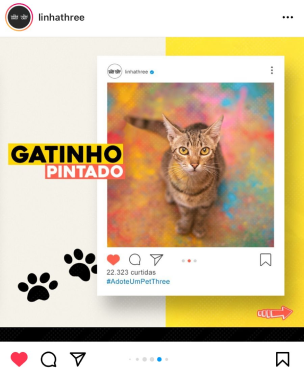 linhathree
linhathree
GATINHO
PINTADO
22.323 curtidas
#AdoteUmPetThree